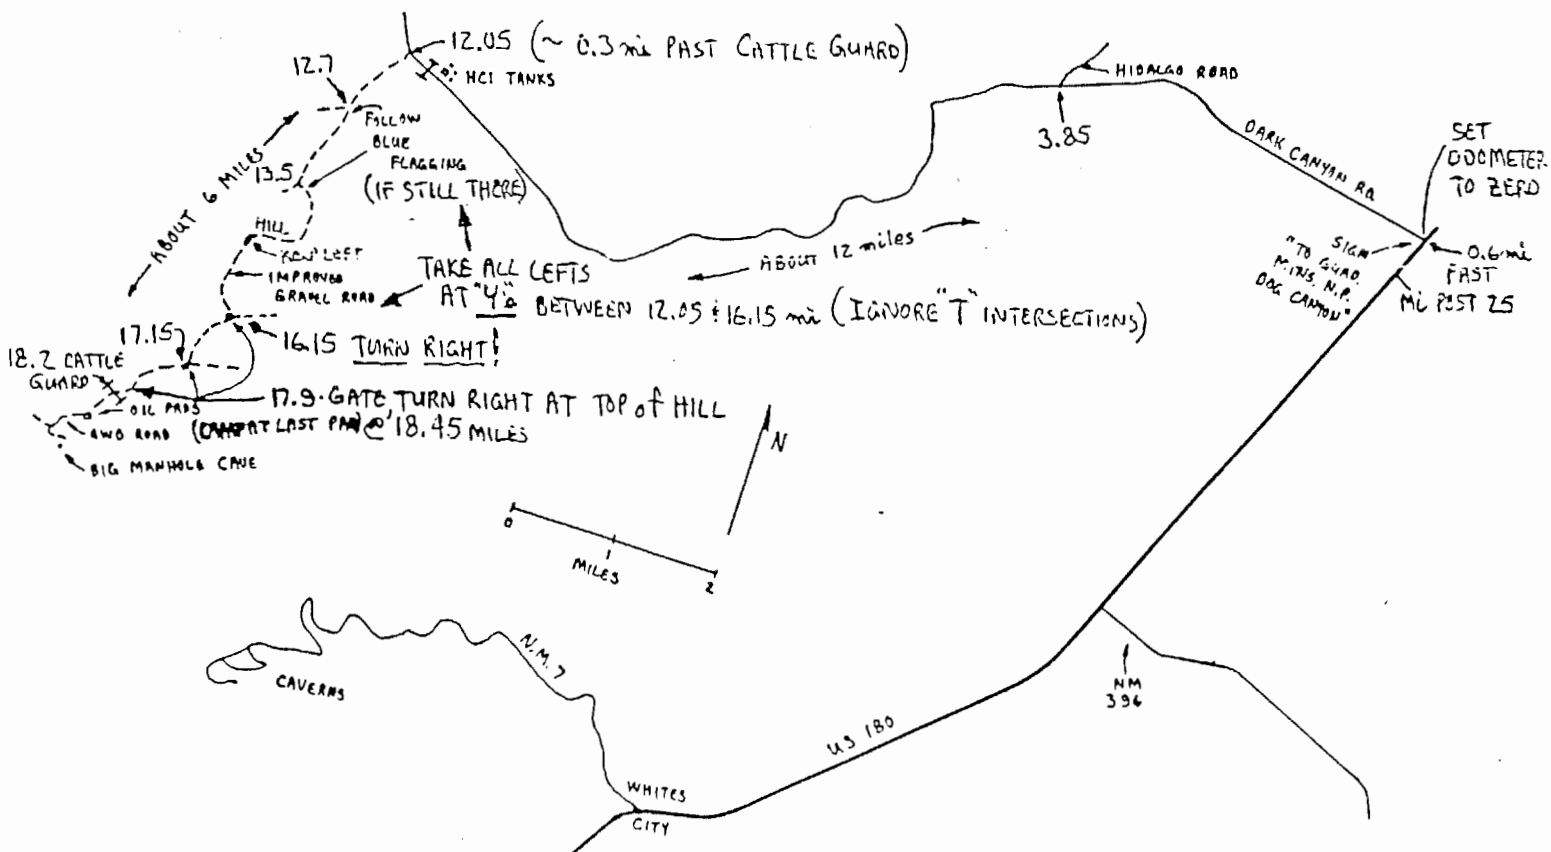 12.05 (~ 0.3 mi PAST CATTLE GUARD)
HCI TANKS
12.7
FOLLOW
BLUE
FLAGGING
(IF STILL THERE)
13.5
ABOUT 6 MILES
HILL
LEFT
IMPROVED
GRAVEL ROAD
TAKE ALL LEFTS
AT "Y's BETWEEN 12.05 & 16.15 mi (IGNORE "T" INTERSECTIONS)
16.15 TURN RIGHT!
17.15
18.2 CATTLE
GUARD
17.9 - GATE, TURN RIGHT AT TOP of HILL
OIL PADS
4WD ROAD (CAMP AT LAST PAD @ 18.45 MILES
BIG MANHOLE CAVE
ABOUT 12 miles
HIDALGO ROAD
3.85
DARK CANYON RD.
SET
ODOMETER
TO ZERO
SIGN
"TO GUAD.
MTNS. N.P.
DOG CANYON"
0.6 mi
PAST
Mi POST 25
N
0
1
2
MILES
CAVERNS
N.M. 7
WHITES
CITY
US 180
NM
396